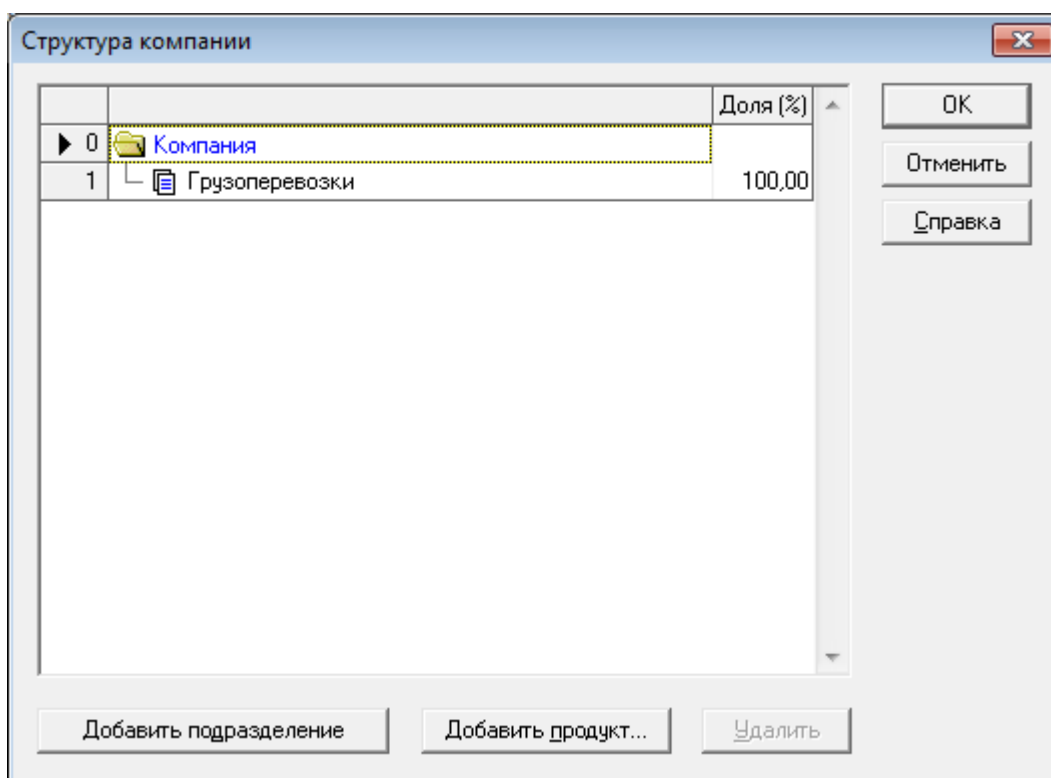 Структура компании
Доля (%)
0 Компания
1 Грузоперевозки 100,00
OK
Отменить
Справка
Добавить подразделение
Добавить продукт...
Удалить